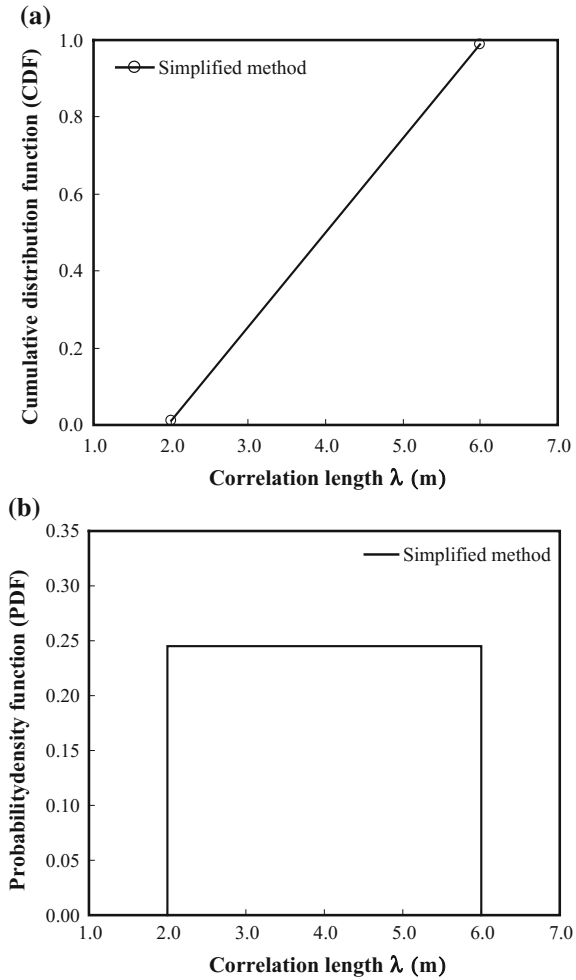 (a)
Cumulative distribution function (CDF)
1.0
0.8
0.6
0.4
0.2
0.0
Simplified method
1.0 2.0 3.0 4.0 5.0 6.0 7.0
Correlation length λ (m)
(b)
Probabilitydensity function (PDF)
0.35
0.30
0.25
0.20
0.15
0.10
0.05
0.00
Simplified method
1.0 2.0 3.0 4.0 5.0 6.0 7.0
Correlation length λ (m)